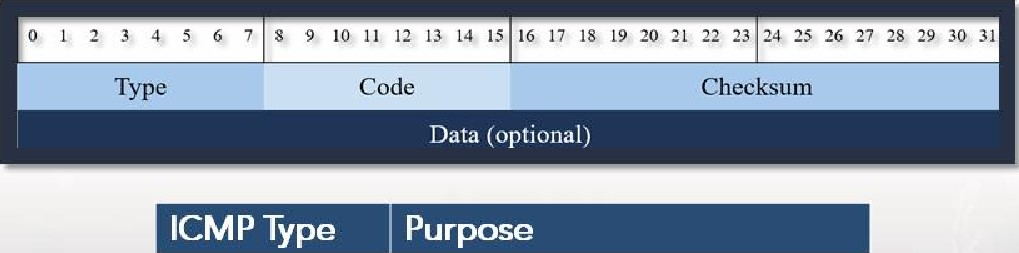 0 1 2 3 4 5 6 7 8 9 10 11 12 13 14 15 16 17 18 19 20 21 22 23 24 25 26 27 28 29 30 31
Type Code Checksum
Data (optional)
ICMP Type Purpose